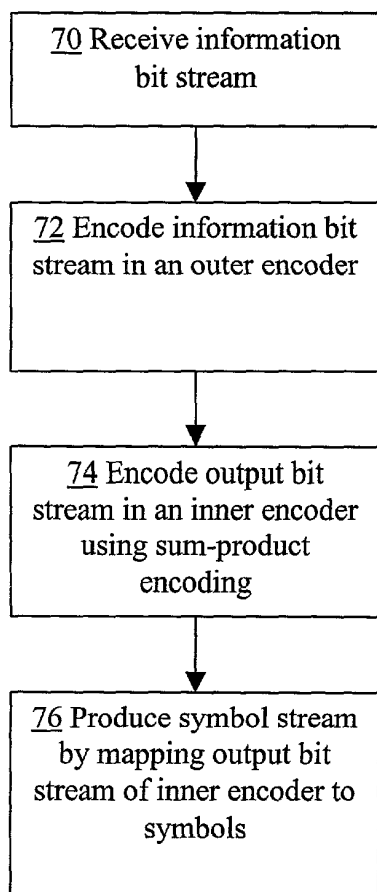 70 Receive information
bit stream
72 Encode information bit
stream in an outer encoder
74 Encode output bit
stream in an inner encoder
using sum-product
encoding
76 Produce symbol stream
by mapping output bit
stream of inner encoder to
symbols